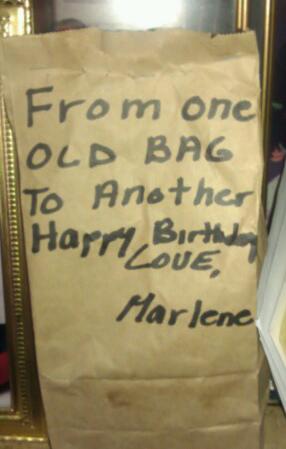 From one
OLD BAG
To Another
Happy Birthday
LOVE,
Marlene